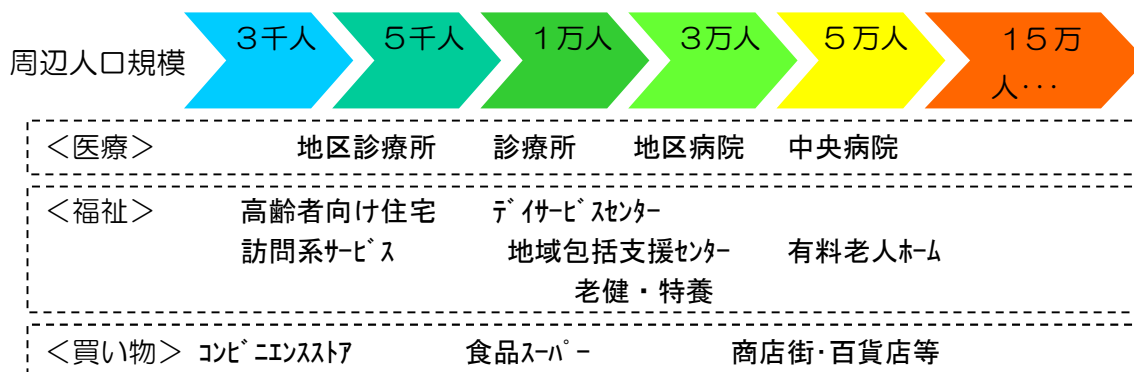 周辺人口規模 3千人 5千人 1万人 3万人 5万人 15万人･･･
＜医療＞ 地区診療所 診療所 地区病院 中央病院
＜福祉＞ 高齢者向け住宅 ﾃﾞｲｻｰﾋﾞｽｾﾝﾀｰ
訪問系ｻｰﾋﾞｽ 地域包括支援ｾﾝﾀｰ 有料老人ﾎｰﾑ
老健・特養
＜買い物＞ ｺﾝﾋﾞﾆｴﾝｽｽﾄｱ 食品ｽｰﾊﾟｰ 商店街･百貨店等